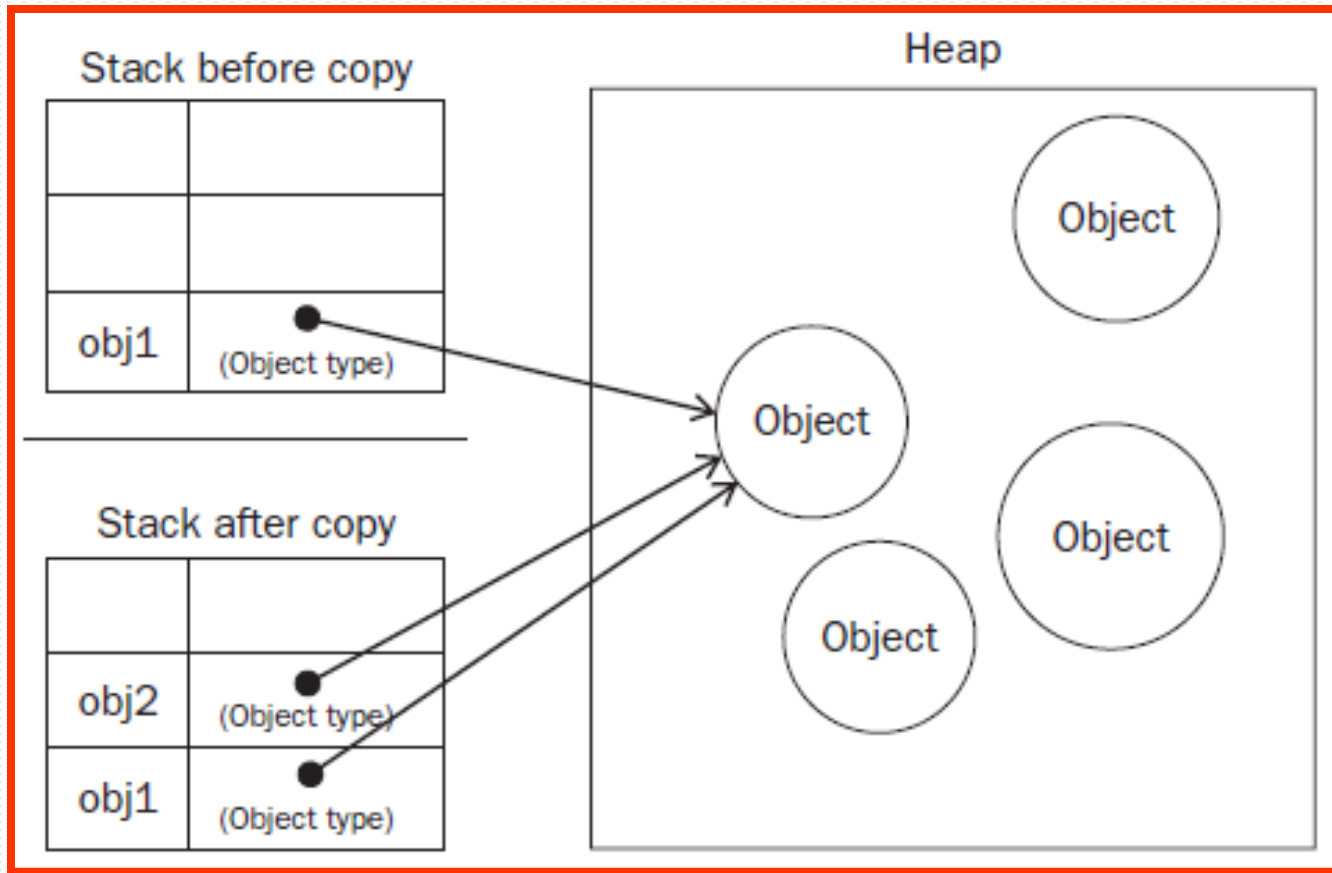 Stack before copy
obj1
(Object type)
Stack after copy
obj2
(Object type)
obj1
(Object type)
Heap
Object
Object
Object
Object